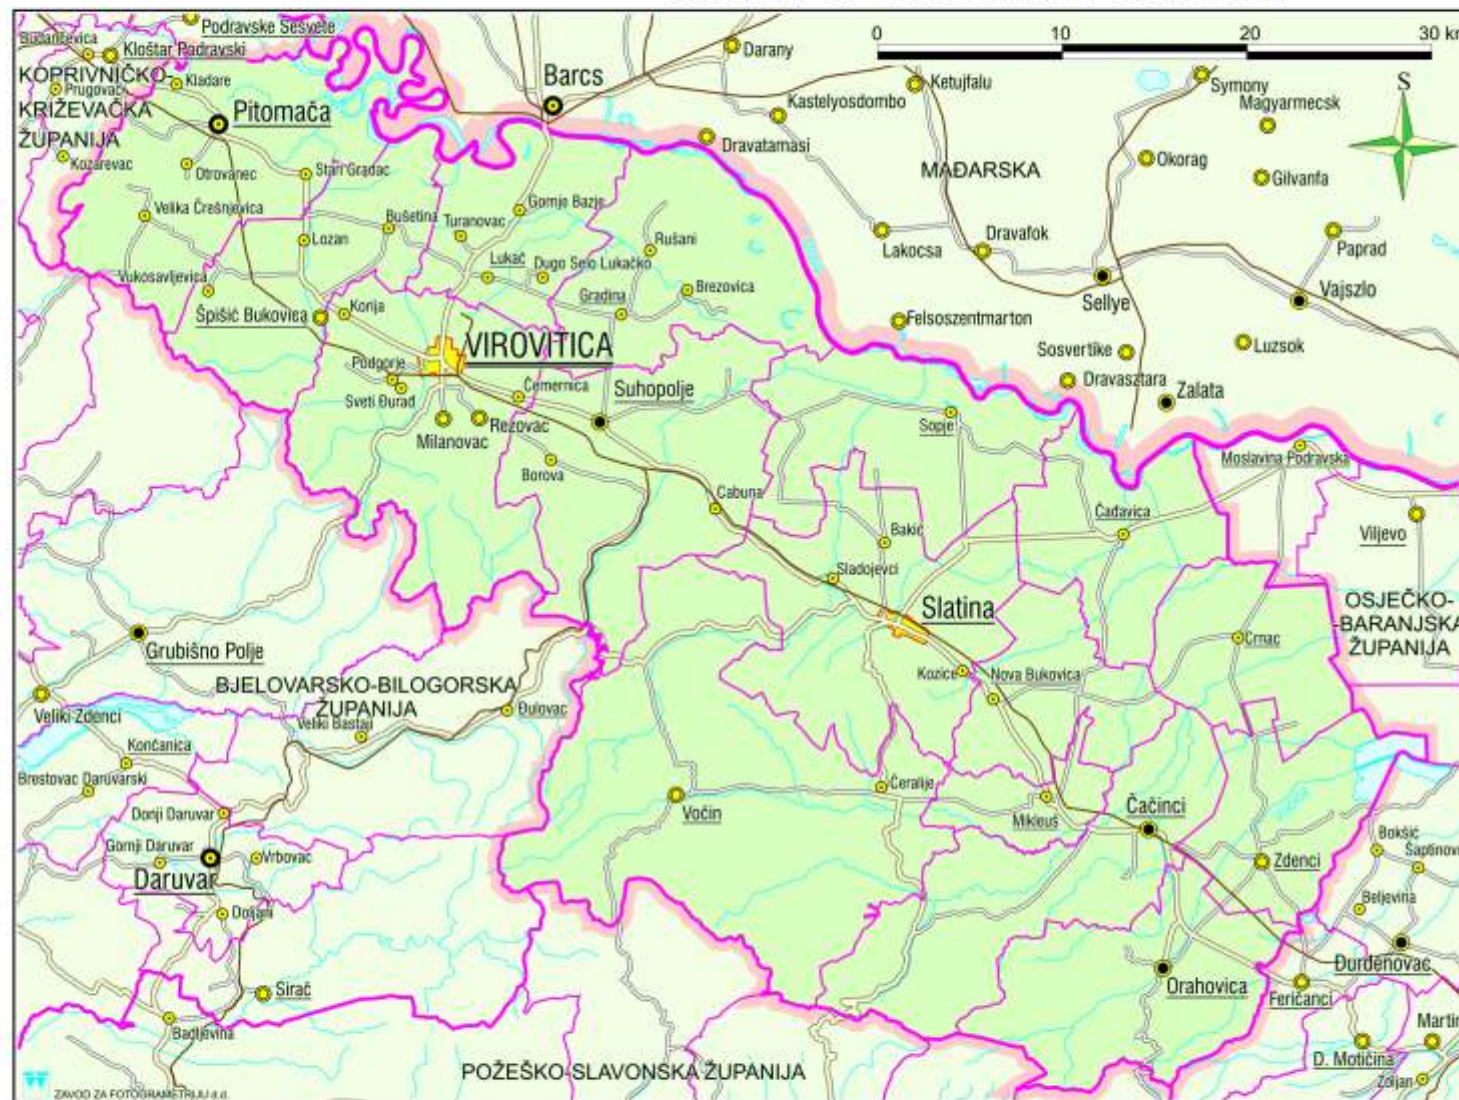 Podravske Sesvete
Budančevica
Kloštar Podravski
KOPRIVNIČKO-
KRIŽEVAČKA
ŽUPANIJA
Prugovac
Kladare
Pitomača
Kozarevac
Otrovanec
Stari Gradac
Velika Črešnjevica
Lozan
Bušetina
Turanovac
Gornje Bazje
Rušani
Vukosavljevica
Lukač
Dugo Selo Lukačko
Gradina
Brezovica
Špišić Bukovica
Korija
VIROVITICA
Podgorje
Sveti Đurađ
Čemernica
Suhopolje
Milanovac
Rezovac
Borova
Cabuna
Barcs
Darany
0 10 20 30 km
Ketujfalu
Kastelyosdombo
Dravatamasi
Symony
Magyarmecsk
S
MAĐARSKA
Okorag
Gilvanfa
Lakocsa
Dravafok
Paprad
Sellye
Vajszlo
Felsoszentmarton
Sosvertike
Luzsok
Dravasztara
Zalata
Sopje
Moslavina Podravska
Čađavica
Viljevo
Bakić
Sladojevci
Slatina
OSJEČKO-
-BARANJSKA
ŽUPANIJA
Crnac
Kozice
Nova Bukovica
Grubišno Polje
BJELOVARSKO-BILOGORSKA
ŽUPANIJA
Veliki Zdenci
Veliki Bastaji
Đulovac
Končanica
Brestovac Daruvarski
Donji Daruvar
Gornji Daruvar
Vrbovac
Daruvar
Doljani
Sirač
Badljevina
Voćin
Čeralije
Mikleuš
Čačinci
Zdenci
Bokšić
Šaptinov
Beljevina
Đurđenovac
Orahovica
Feričanci
Martin
D. Motičina
Zoljan
POŽEŠKO-SLAVONSKA ŽUPANIJA
ZAVOD ZA FOTOGRAMETRIJU d.d.